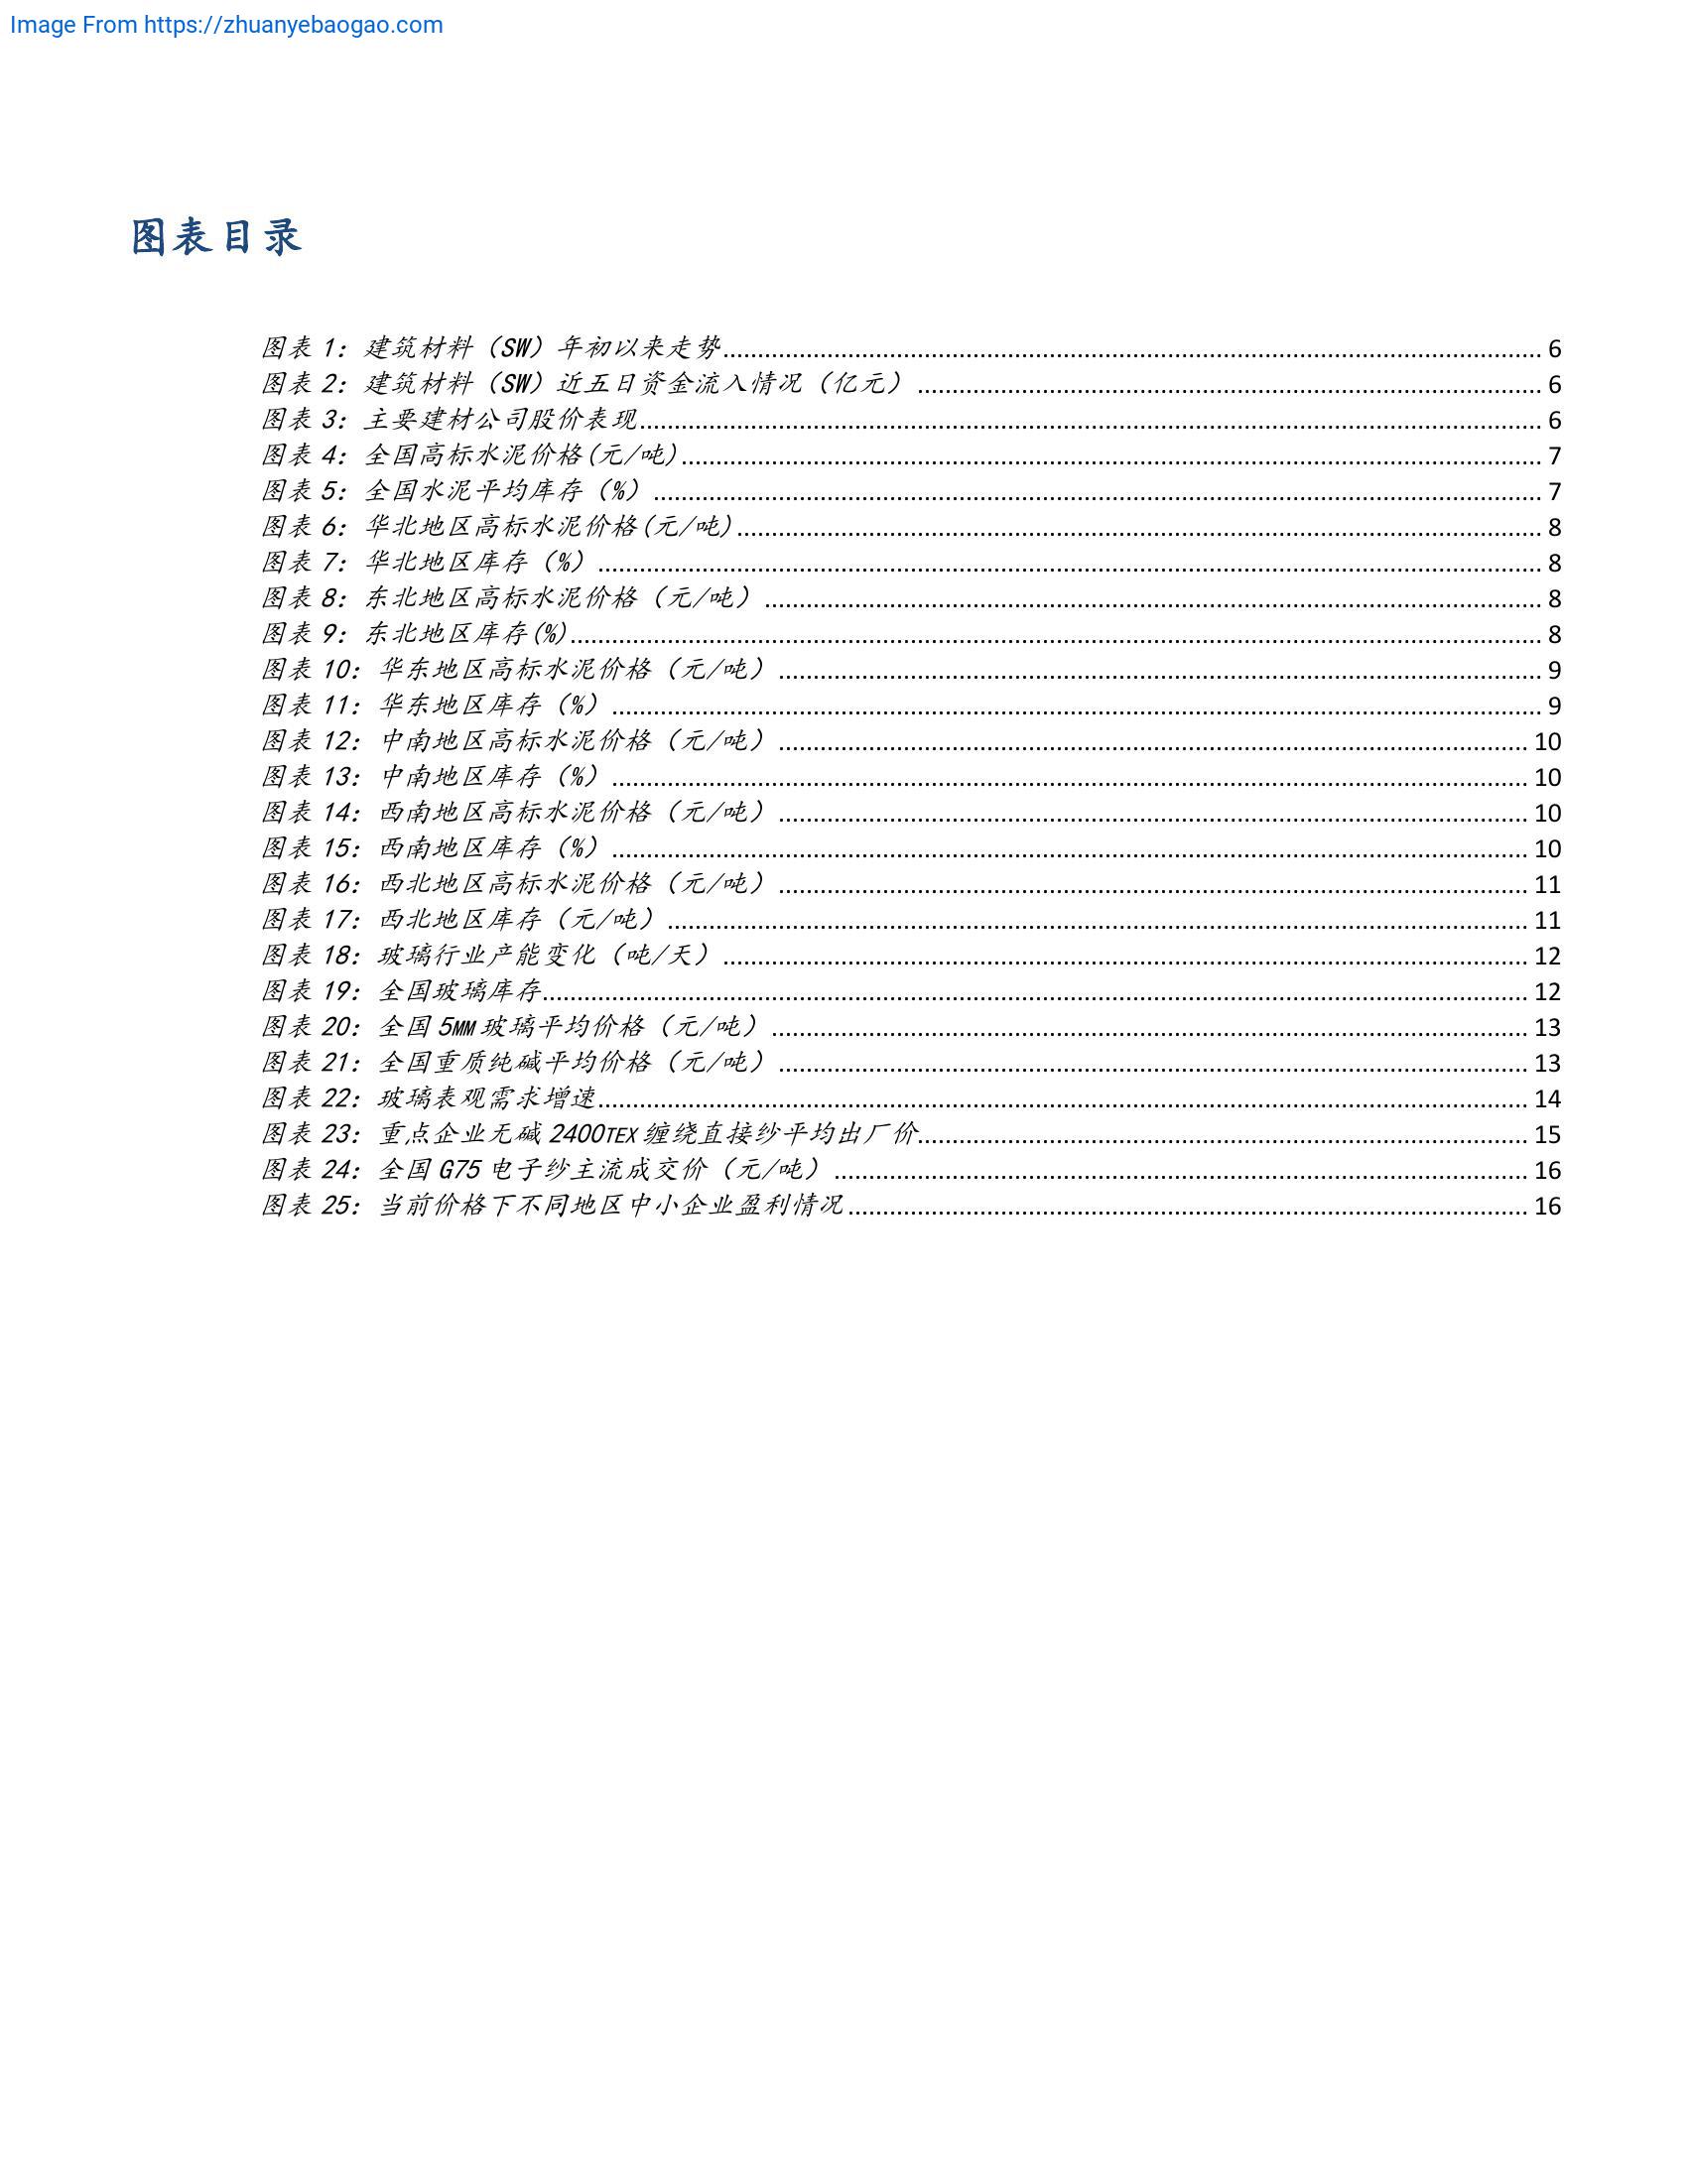 Image From https://zhuanyebaogao.com
图表目录
图表 1：建筑材料（SW）年初以来走势........ 6
图表 2：建筑材料（SW）近五日资金流入情况（亿元）........ 6
图表 3：主要建材公司股价表现........ 6
图表 4：全国高标水泥价格(元/吨)........ 7
图表 5：全国水泥平均库存（%）........ 7
图表 6：华北地区高标水泥价格(元/吨)........ 8
图表 7：华北地区库存（%）........ 8
图表 8：东北地区高标水泥价格（元/吨）........ 8
图表 9：东北地区库存(%)........ 8
图表 10：华东地区高标水泥价格（元/吨）........ 9
图表 11：华东地区库存（%）........ 9
图表 12：中南地区高标水泥价格（元/吨）........ 10
图表 13：中南地区库存（%）........ 10
图表 14：西南地区高标水泥价格（元/吨）........ 10
图表 15：西南地区库存（%）........ 10
图表 16：西北地区高标水泥价格（元/吨）........ 11
图表 17：西北地区库存（元/吨）........ 11
图表 18：玻璃行业产能变化（吨/天）........ 12
图表 19：全国玻璃库存........ 12
图表 20：全国 5MM 玻璃平均价格（元/吨）........ 13
图表 21：全国重质纯碱平均价格（元/吨）........ 13
图表 22：玻璃表观需求增速........ 14
图表 23：重点企业无碱 2400TEX 缠绕直接纱平均出厂价........ 15
图表 24：全国 G75 电子纱主流成交价（元/吨）........ 16
图表 25：当前价格下不同地区中小企业盈利情况........ 16